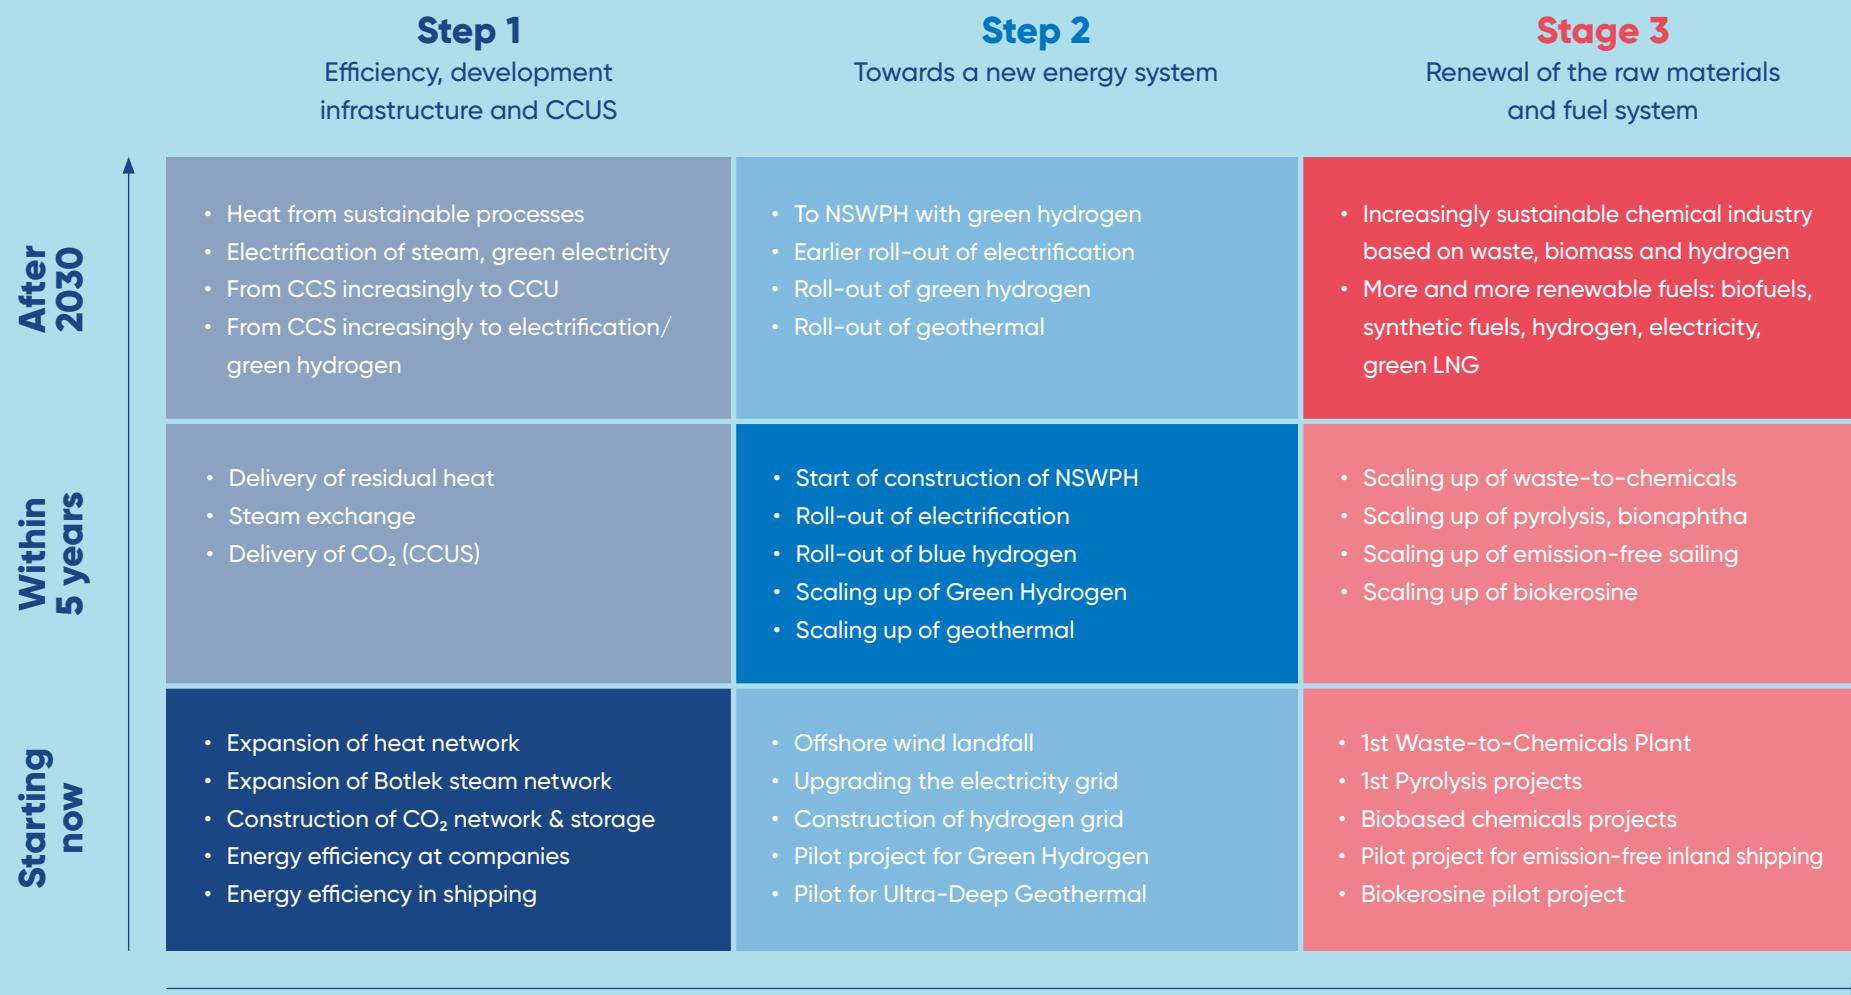 Step 1
Efficiency, development
infrastructure and CCUS
Step 2
Towards a new energy system
Stage 3
Renewal of the raw materials
and fuel system
After
2030
• Heat from sustainable processes
• Electrification of steam, green electricity
• From CCS increasingly to CCU
• From CCS increasingly to electrification/
green hydrogen
• To NSWPH with green hydrogen
• Earlier roll-out of electrification
• Roll-out of green hydrogen
• Roll-out of geothermal
• Increasingly sustainable chemical industry
based on waste, biomass and hydrogen
• More and more renewable fuels: biofuels,
synthetic fuels, hydrogen, electricity,
green LNG
Within
5 years
• Delivery of residual heat
• Steam exchange
• Delivery of CO₂ (CCUS)
• Start of construction of NSWPH
• Roll-out of electrification
• Roll-out of blue hydrogen
• Scaling up of Green Hydrogen
• Scaling up of geothermal
• Scaling up of waste-to-chemicals
• Scaling up of pyrolysis, bionaphtha
• Scaling up of emission-free sailing
• Scaling up of biokerosine
Starting
now
• Expansion of heat network
• Expansion of Botlek steam network
• Construction of CO₂ network & storage
• Energy efficiency at companies
• Energy efficiency in shipping
• Offshore wind landfall
• Upgrading the electricity grid
• Construction of hydrogen grid
• Pilot project for Green Hydrogen
• Pilot for Ultra-Deep Geothermal
• 1st Waste-to-Chemicals Plant
• 1st Pyrolysis projects
• Biobased chemicals projects
• Pilot project for emission-free inland shipping
• Biokerosine pilot project